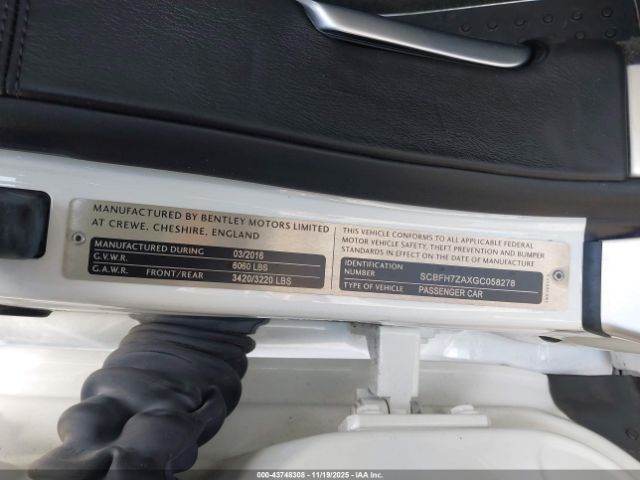 MANUFACTURED BY BENTLEY MOTORS LIMITED
AT CREWE, CHESHIRE, ENGLAND
MANUFACTURED DURING 03/2016
G.V.W.R. 6060 LBS
G.A.W.R. FRONT/REAR 3420/3220 LBS
THIS VEHICLE CONFORMS TO ALL APPLICABLE FEDERAL
MOTOR VEHICLE SAFETY, THEFT PREVENTION AND BUMPER
STANDARDS IN EFFECT ON THE DATE OF MANUFACTURE
IDENTIFICATION
NUMBER SCBFH7ZAXGC058278
TYPE OF VEHICLE PASSENGER CAR
000-43748308 - 11/19/2025 - IAA Inc.